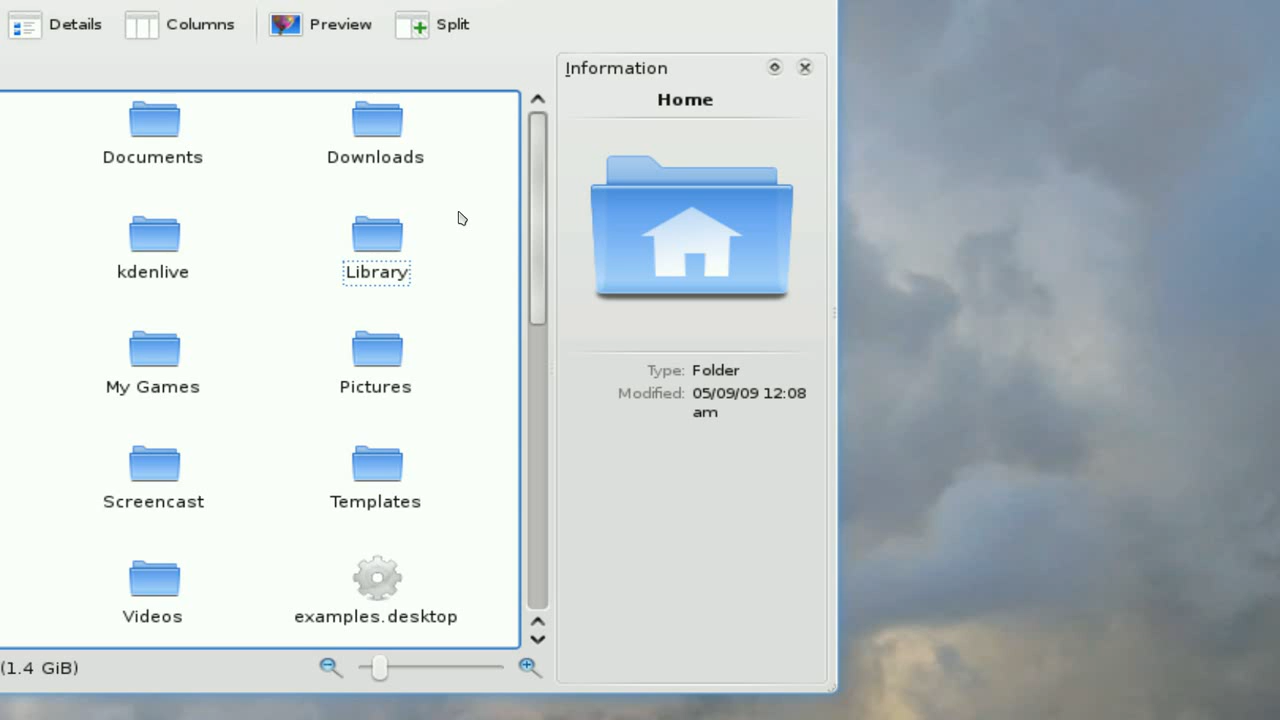 Details Columns Preview Split
Information
Home
Documents Downloads
kdenlive Library
My Games Pictures
Type: Folder
Modified: 05/09/09 12:08
am
Screencast Templates
Videos examples.desktop
(1.4 GiB)